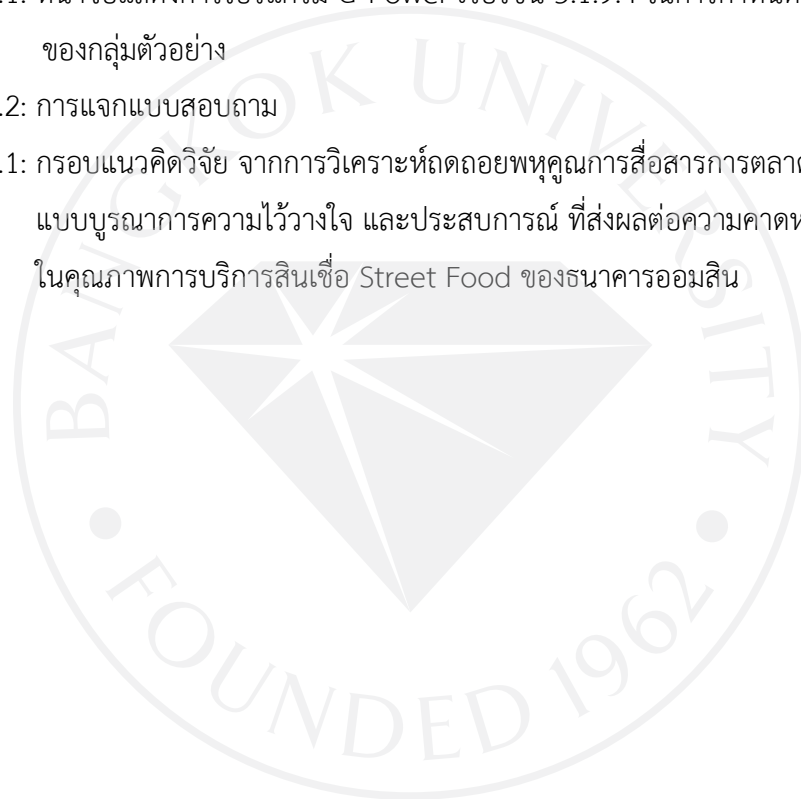 ของกลุ่มตัวอย่าง
.2: การแจกแบบสอบถาม
.1: กรอบแนวคิดวิจัย จากการวิเคราะห์ถดถอยพหุคูณการสื่อสารการตลาด
แบบบูรณาการความไว้วางใจ และประสบการณ์ ที่ส่งผลต่อความคาดห
ในคุณภาพการบริการสินเชื่อ Street Food ของธนาคารออมสิน
BANGKOK UNIVERSITY
FOUNDED 1962